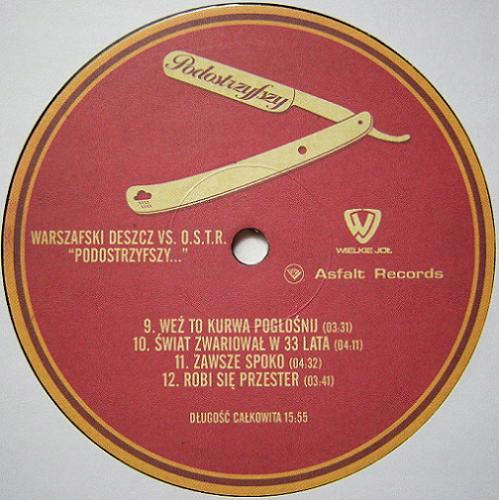 Podostrzyfszy
WARSZAFSKI DESZCZ VS. O.S.T.R.
"PODOSTRZYFSZY..."
W
WIELKIE JOŁ
Asfalt Records
9. WEŹ TO KURWA POGŁOŚNIJ (03:31)
10. ŚWIAT ZWARIOWAŁ W 33 LATA (04:11)
11. ZAWSZE SPOKO (04:32)
12. ROBI SIĘ PRZESTER (03:41)
DŁUGOŚĆ CAŁKOWITA 15:55